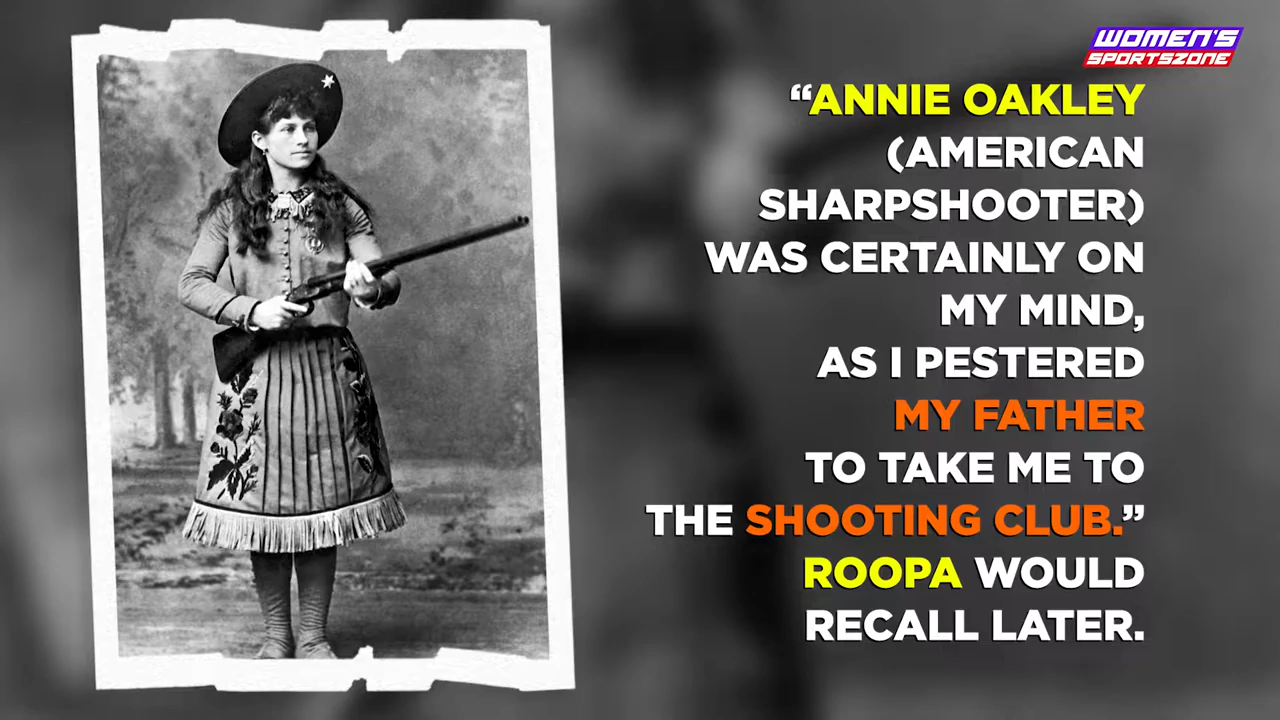 WOMEN'S
SPORTSZONE
“ANNIE OAKLEY
(AMERICAN
SHARPSHOOTER)
WAS CERTAINLY ON
MY MIND,
AS I PESTERED
MY FATHER
TO TAKE ME TO
THE SHOOTING CLUB.”
ROOPA WOULD
RECALL LATER.